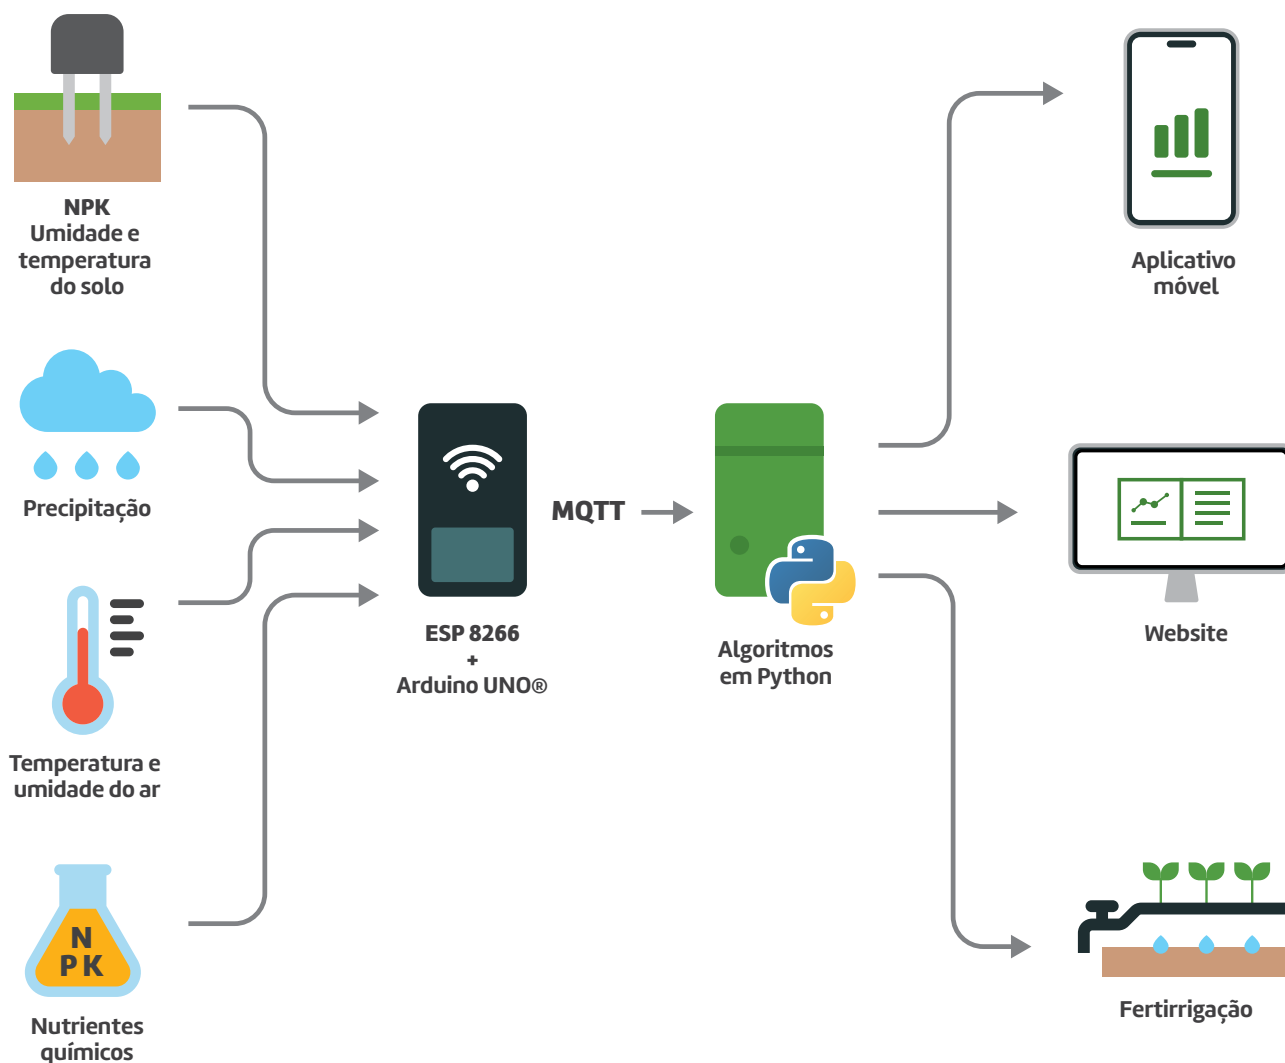 NPK
Umidade e
temperatura
do solo
Precipitação
Temperatura e
umidade do ar
N
P K
Nutrientes
químicos
ESP 8266
+
Arduino UNO®
MQTT
Algoritmos
em Python
Aplicativo
móvel
Website
Fertirrigação